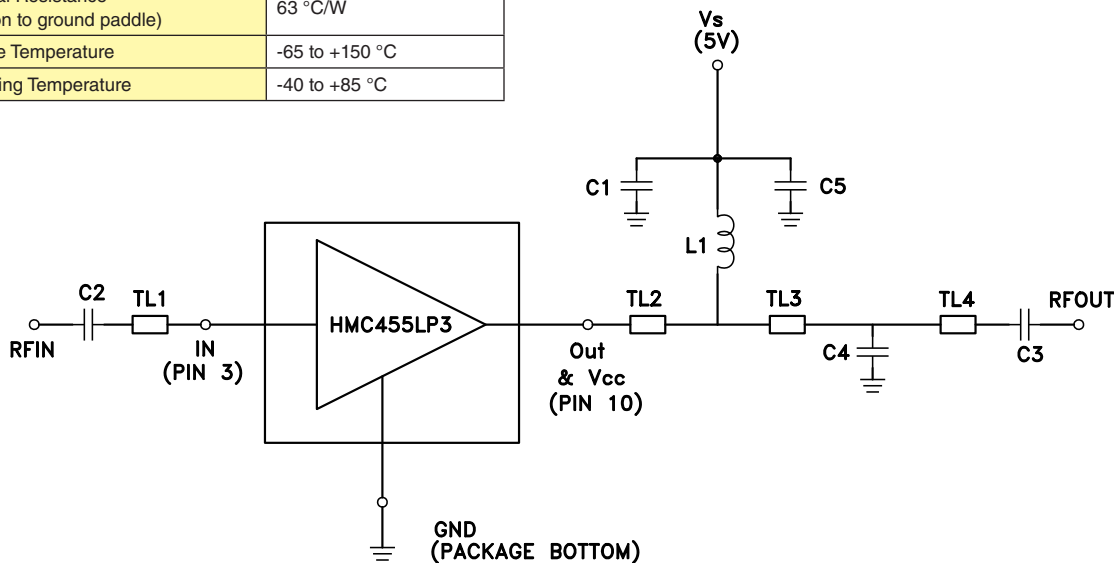 63 °C/W
on to ground paddle)
Temperature
-65 to +150 °C
ing Temperature
-40 to +85 °C
Vs
(5V)
C1
C5
L1
C2
TL1
HMC455LP3
TL2
TL3
TL4
RFOUT
RFIN
IN
(PIN 3)
Out
& Vcc
(PIN 10)
C4
C3
GND
(PACKAGE BOTTOM)